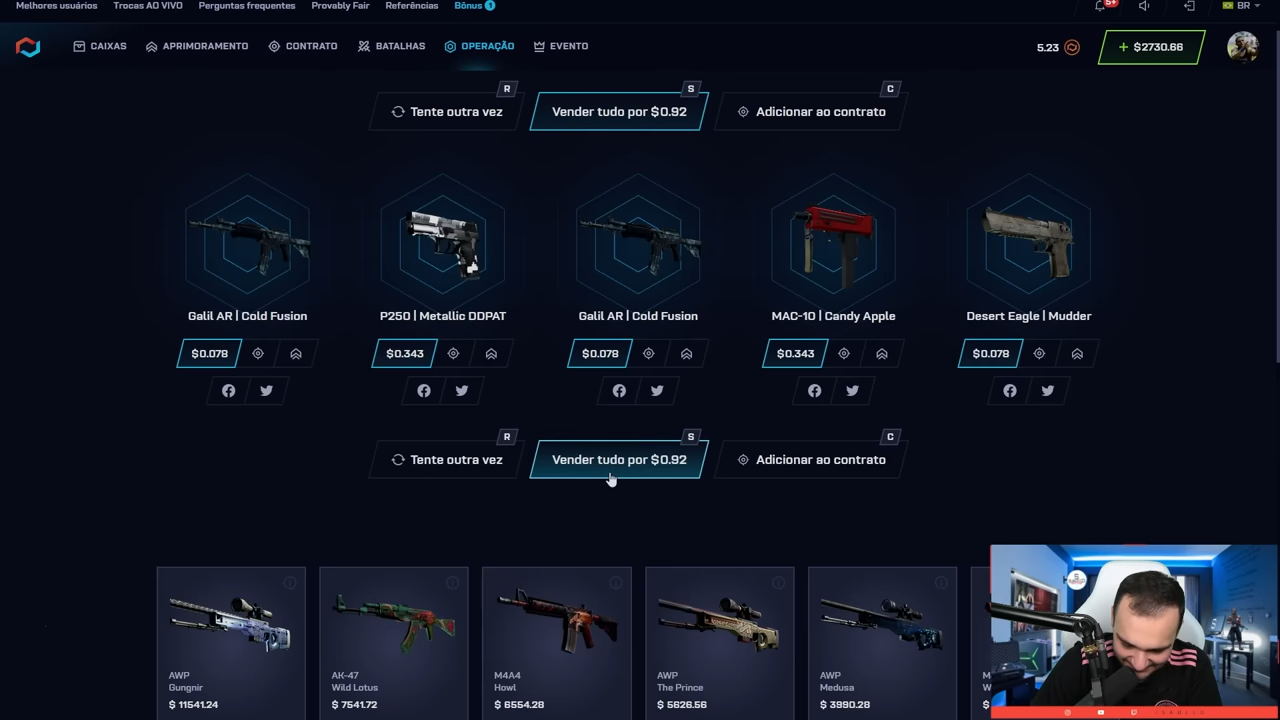 Melhores usuários Trocas AO VIVO Perguntas frequentes Provably Fair Referências Bônus 1 5+ BR
CAIXAS APRIMORAMENTO CONTRATO BATALHAS OPERAÇÃO EVENTO 5.23 + $2730.66
R S C
Tente outra vez Vender tudo por $0.92 Adicionar ao contrato
Galil AR | Cold Fusion P250 | Metallic DDPAT Galil AR | Cold Fusion MAC-10 | Candy Apple Desert Eagle | Mudder
$0.078 $0.343 $0.078 $0.343 $0.078
R S C
Tente outra vez Vender tudo por $0.92 Adicionar ao contrato
AWP AK-47 M4A4 AWP AWP
Gungnir Wild Lotus Howl The Prince Medusa
$ 11541.24 $ 7541.72 $ 6554.28 $ 5626.56 $ 3990.28